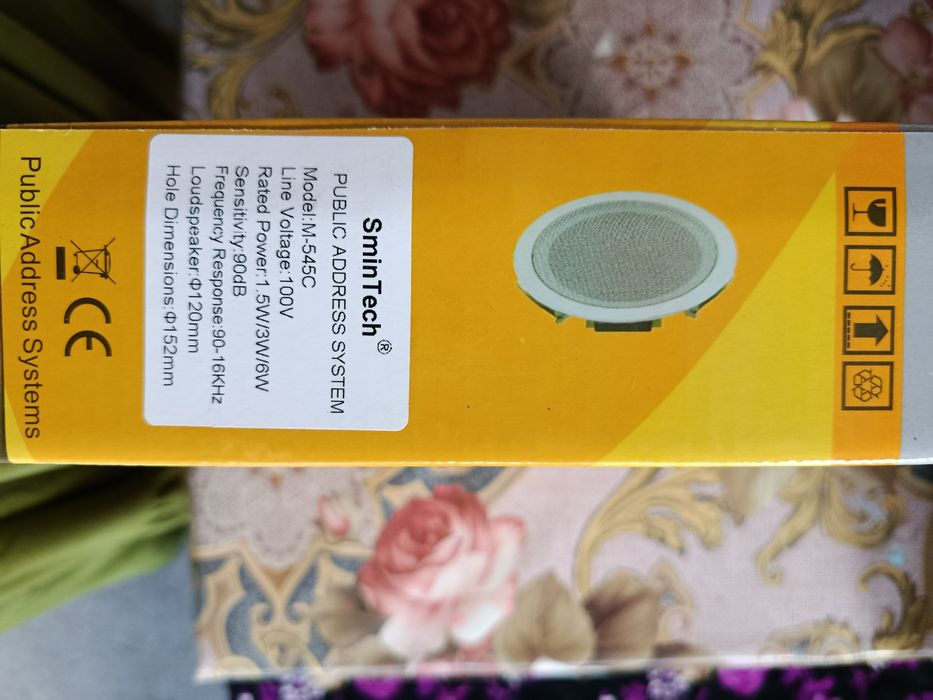 SminTech®
PUBLIC ADDRESS SYSTEM
Model:M-545C
Line Voltage:100V
Rated Power:1.5W/3W/6W
Sensitivity:90dB
Frequency Response:90-16KHz
Loudspeaker:Φ120mm
Hole Dimensions:Φ152mm
CE
Public Address Systems